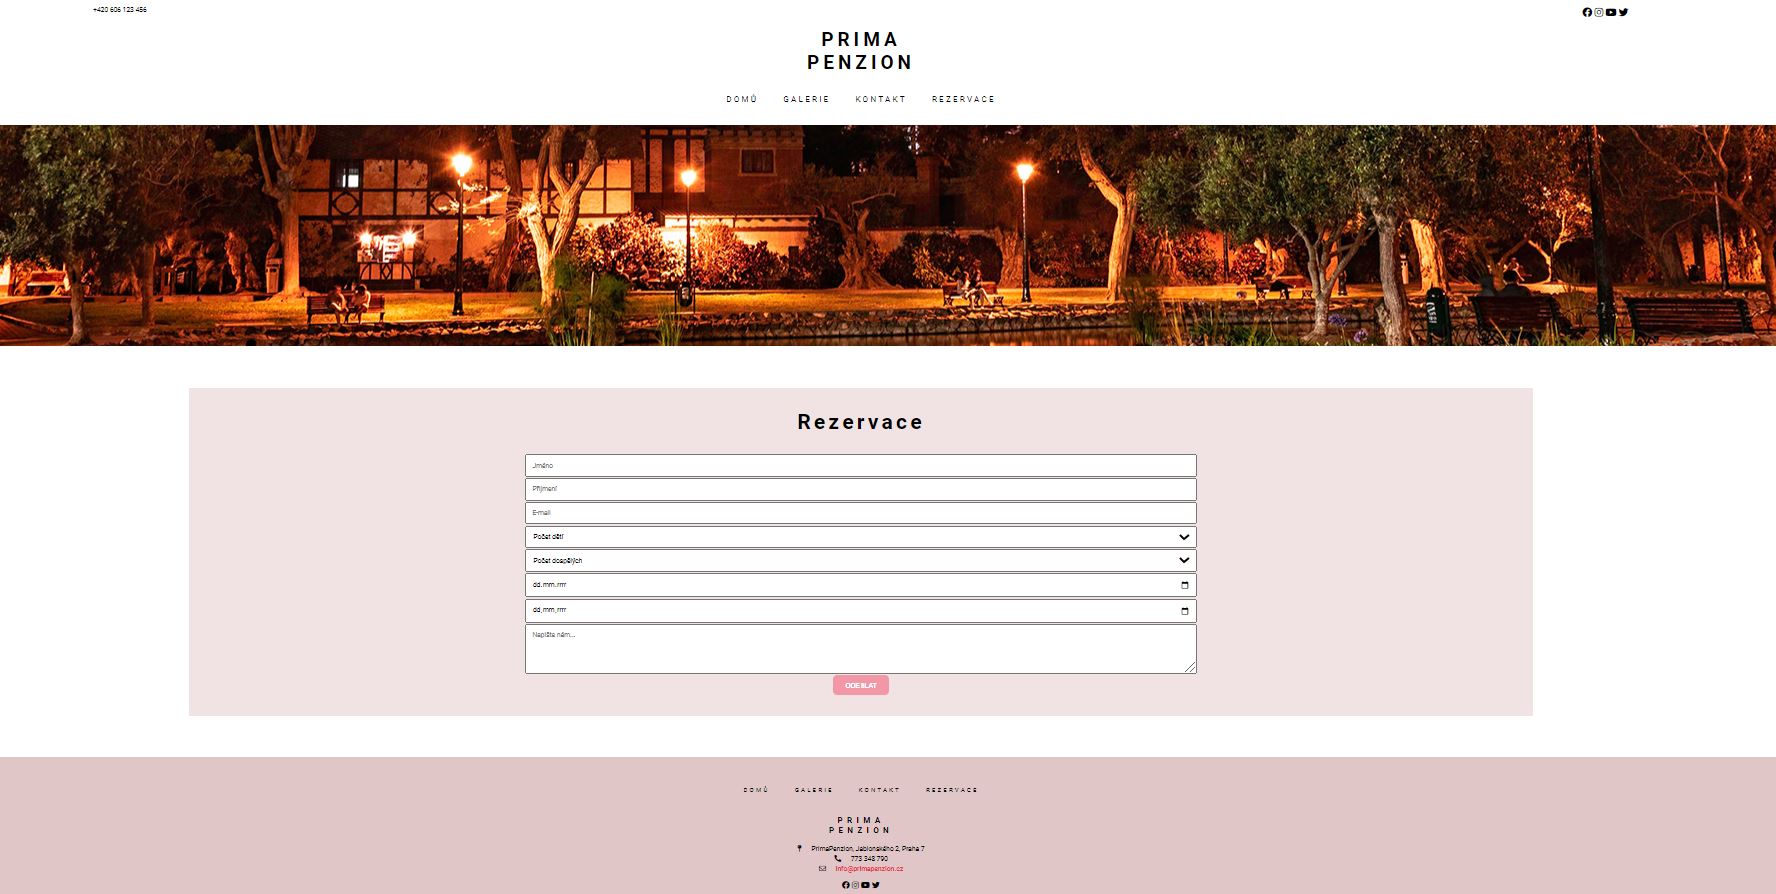 +420 606 123 456
PRIMA
PENZION
DOMŮ GALERIE KONTAKT REZERVACE
Rezervace
Jméno
Příjmení
E-mail
Počet dětí
Počet dospělých
dd.mm.rrrr
dd.mm.rrrr
Napište nám...
ODESLAT
DOMŮ GALERIE KONTAKT REZERVACE
PRIMA
PENZION
PrimaPenzion, Jablonského 2, Praha 7
773 348 790
info@primapenzion.cz